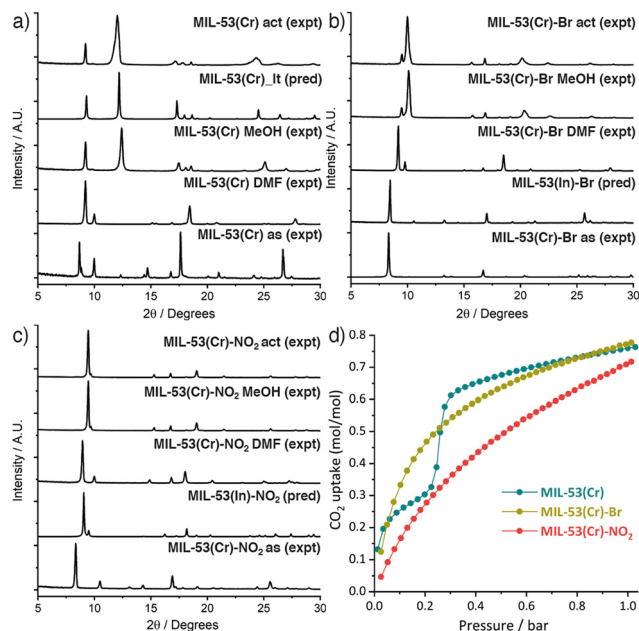 a)
MIL-53(Cr) act (expt)
MIL-53(Cr)_lt (pred)
MIL-53(Cr) MeOH (expt)
MIL-53(Cr) DMF (expt)
MIL-53(Cr) as (expt)
Intensity / A.U.
5 10 15 20 25 30
2θ / Degrees
b)
MIL-53(Cr)-Br act (expt)
MIL-53(Cr)-Br MeOH (expt)
MIL-53(Cr)-Br DMF (expt)
MIL-53(In)-Br (pred)
MIL-53(Cr)-Br as (expt)
Intensity / A.U.
5 10 15 20 25 30
2θ / Degrees
c)
MIL-53(Cr)-NO₂ act (expt)
MIL-53(Cr)-NO₂ MeOH (expt)
MIL-53(Cr)-NO₂ DMF (expt)
MIL-53(In)-NO₂ (pred)
MIL-53(Cr)-NO₂ as (expt)
Intensity / A.U.
5 10 15 20 25 30
2θ / Degrees
d)
0.8
0.7
0.6
0.5
0.4
0.3
0.2
0.1
0.0
CO₂ uptake (mol/mol)
MIL-53(Cr)
MIL-53(Cr)-Br
MIL-53(Cr)-NO₂
0.0 0.2 0.4 0.6 0.8 1.0
Pressure / bar